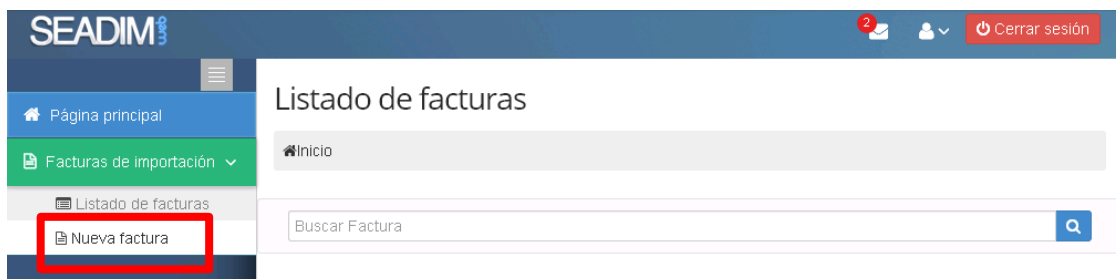 SEADIM web
2
Cerrar sesión
Listado de facturas
Página principal
Inicio
Facturas de importación
Listado de facturas
Buscar Factura
Nueva factura